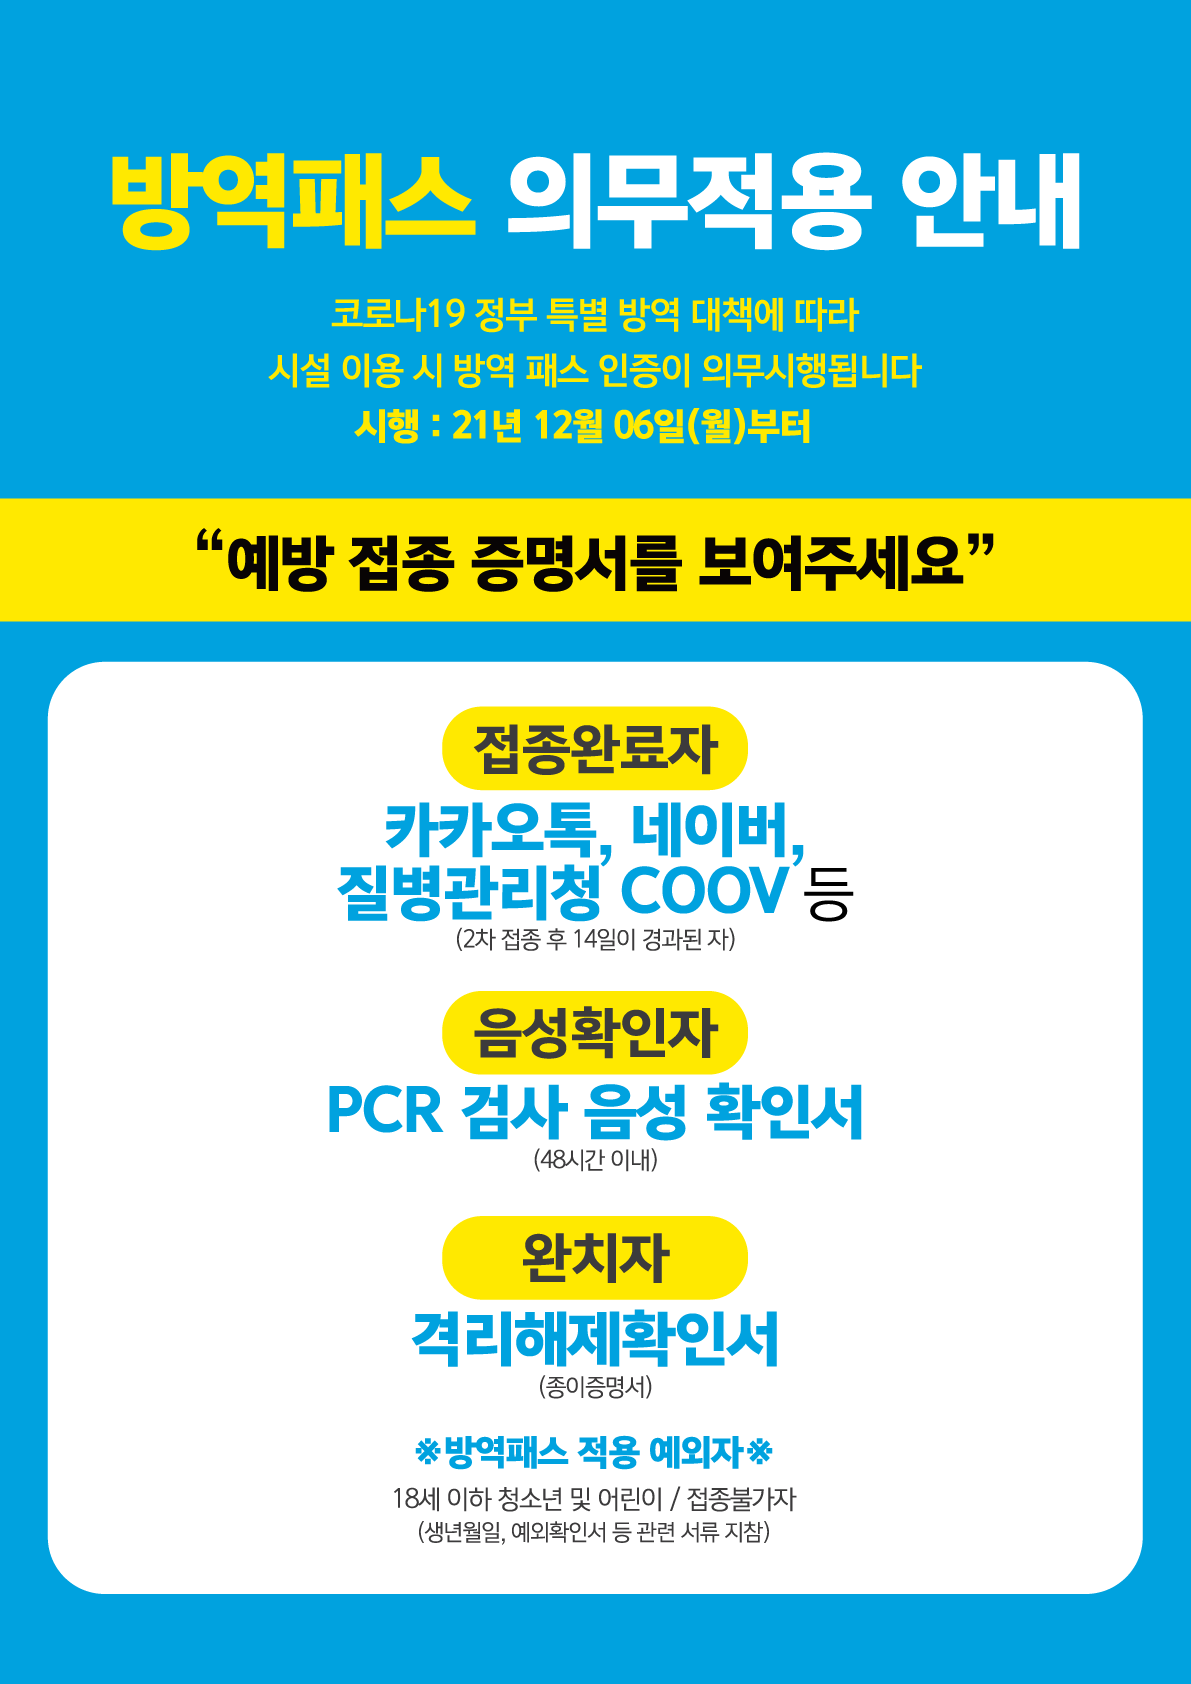 방역패스 의무적용 안내
코로나19 정부 특별 방역 대책에 따라
시설 이용 시 방역 패스 인증이 의무시행됩니다
시행 : 21년 12월 06일(월)부터
“예방 접종 증명서를 보여주세요”
접종완료자
카카오톡, 네이버,
질병관리청 COOV 등
(2차 접종 후 14일이 경과된 자)
음성확인자
PCR 검사 음성 확인서
(48시간 이내)
완치자
격리해제확인서
(종이증명서)
※방역패스 적용 예외자※
18세 이하 청소년 및 어린이 / 접종불가자
(생년월일, 예외확인서 등 관련 서류 지참)